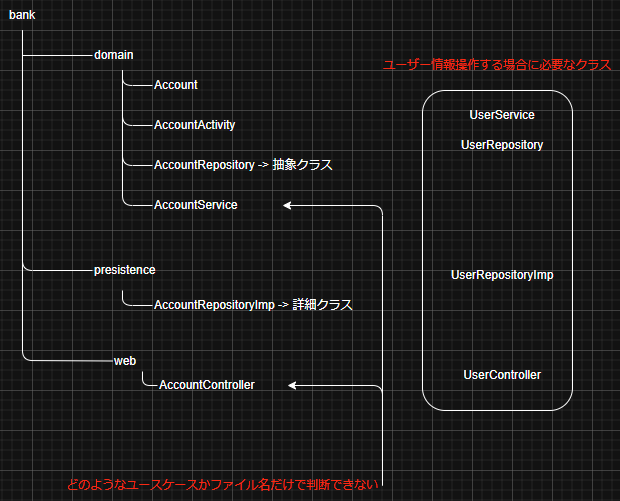 bank
domain
ユーザー情報操作する場合に必要なクラス
Account
AccountActivity
AccountRepository -> 抽象クラス
AccountService
UserService
UserRepository
presistence
AccountRepositoryImp -> 詳細クラス
UserRepositoryImp
web
AccountController
UserController
どのようなユースケースかファイル名だけで判断できない